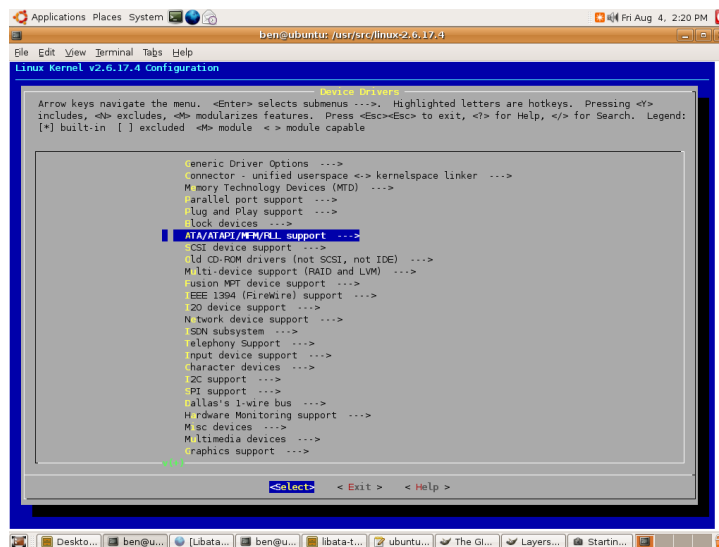 Applications Places System Fri Aug 4, 2:20 PM
ben@ubuntu: /usr/src/linux-2.6.17.4
File Edit View Terminal Tabs Help
Linux Kernel v2.6.17.4 Configuration
Device Drivers
Arrow keys navigate the menu. <Enter> selects submenus --->. Highlighted letters are hotkeys. Pressing <Y>
includes, <N> excludes, <M> modularizes features. Press <Esc><Esc> to exit, <?> for Help, </> for Search. Legend:
[*] built-in [ ] excluded <M> module < > module capable
Generic Driver Options --->
Connector - unified userspace <-> kernelspace linker --->
Memory Technology Devices (MTD) --->
Parallel port support --->
Plug and Play support --->
Block devices --->
ATA/ATAPI/MFM/RLL support --->
SCSI device support --->
Old CD-ROM drivers (not SCSI, not IDE) --->
Multi-device support (RAID and LVM) --->
Fusion MPT device support --->
IEEE 1394 (FireWire) support --->
I2O device support --->
Network device support --->
ISDN subsystem --->
Telephony Support --->
Input device support --->
Character devices --->
I2C support --->
SPI support --->
Dallas's 1-wire bus --->
Hardware Monitoring support --->
Misc devices --->
Multimedia devices --->
Graphics support --->
<Select> < Exit > < Help >
Deskto... ben@u... [Libata... ben@u... libata-t... ubuntu... The GI... Layers... Startin...